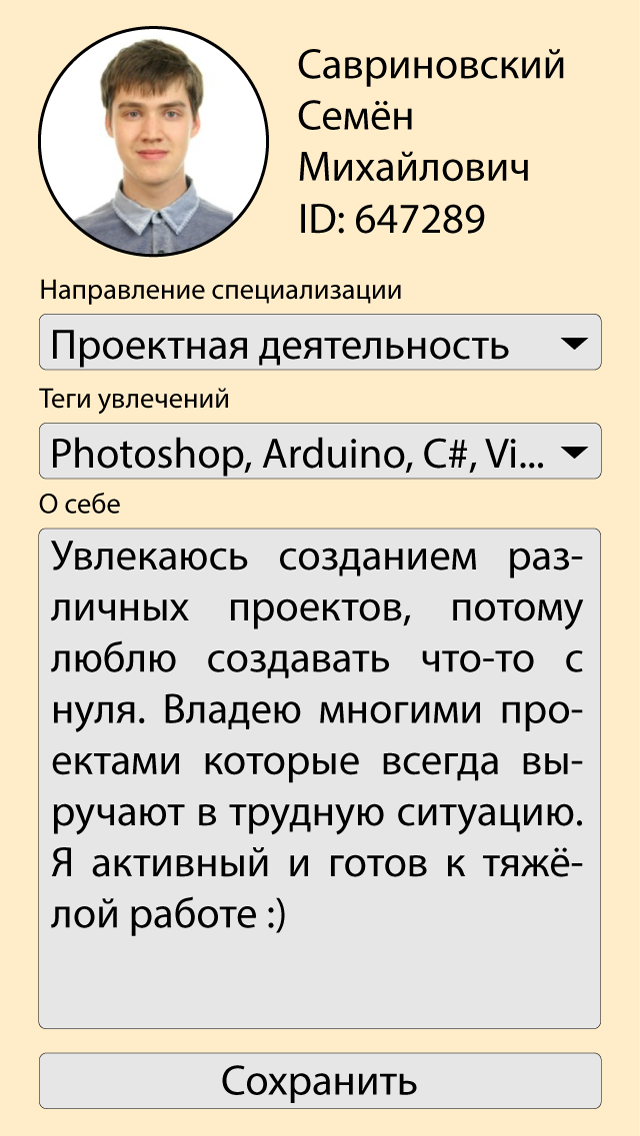 Савриновский
Семён
Михайлович
ID: 647289
Направление специализации
Проектная деятельность
Теги увлечений
Photoshop, Arduino, C#, Vi...
О себе
Увлекаюсь созданием раз-
личных проектов, потому
люблю создавать что-то с
нуля. Владею многими про-
ектами которые всегда вы-
ручают в трудную ситуацию.
Я активный и готов к тяжё-
лой работе :)
Сохранить